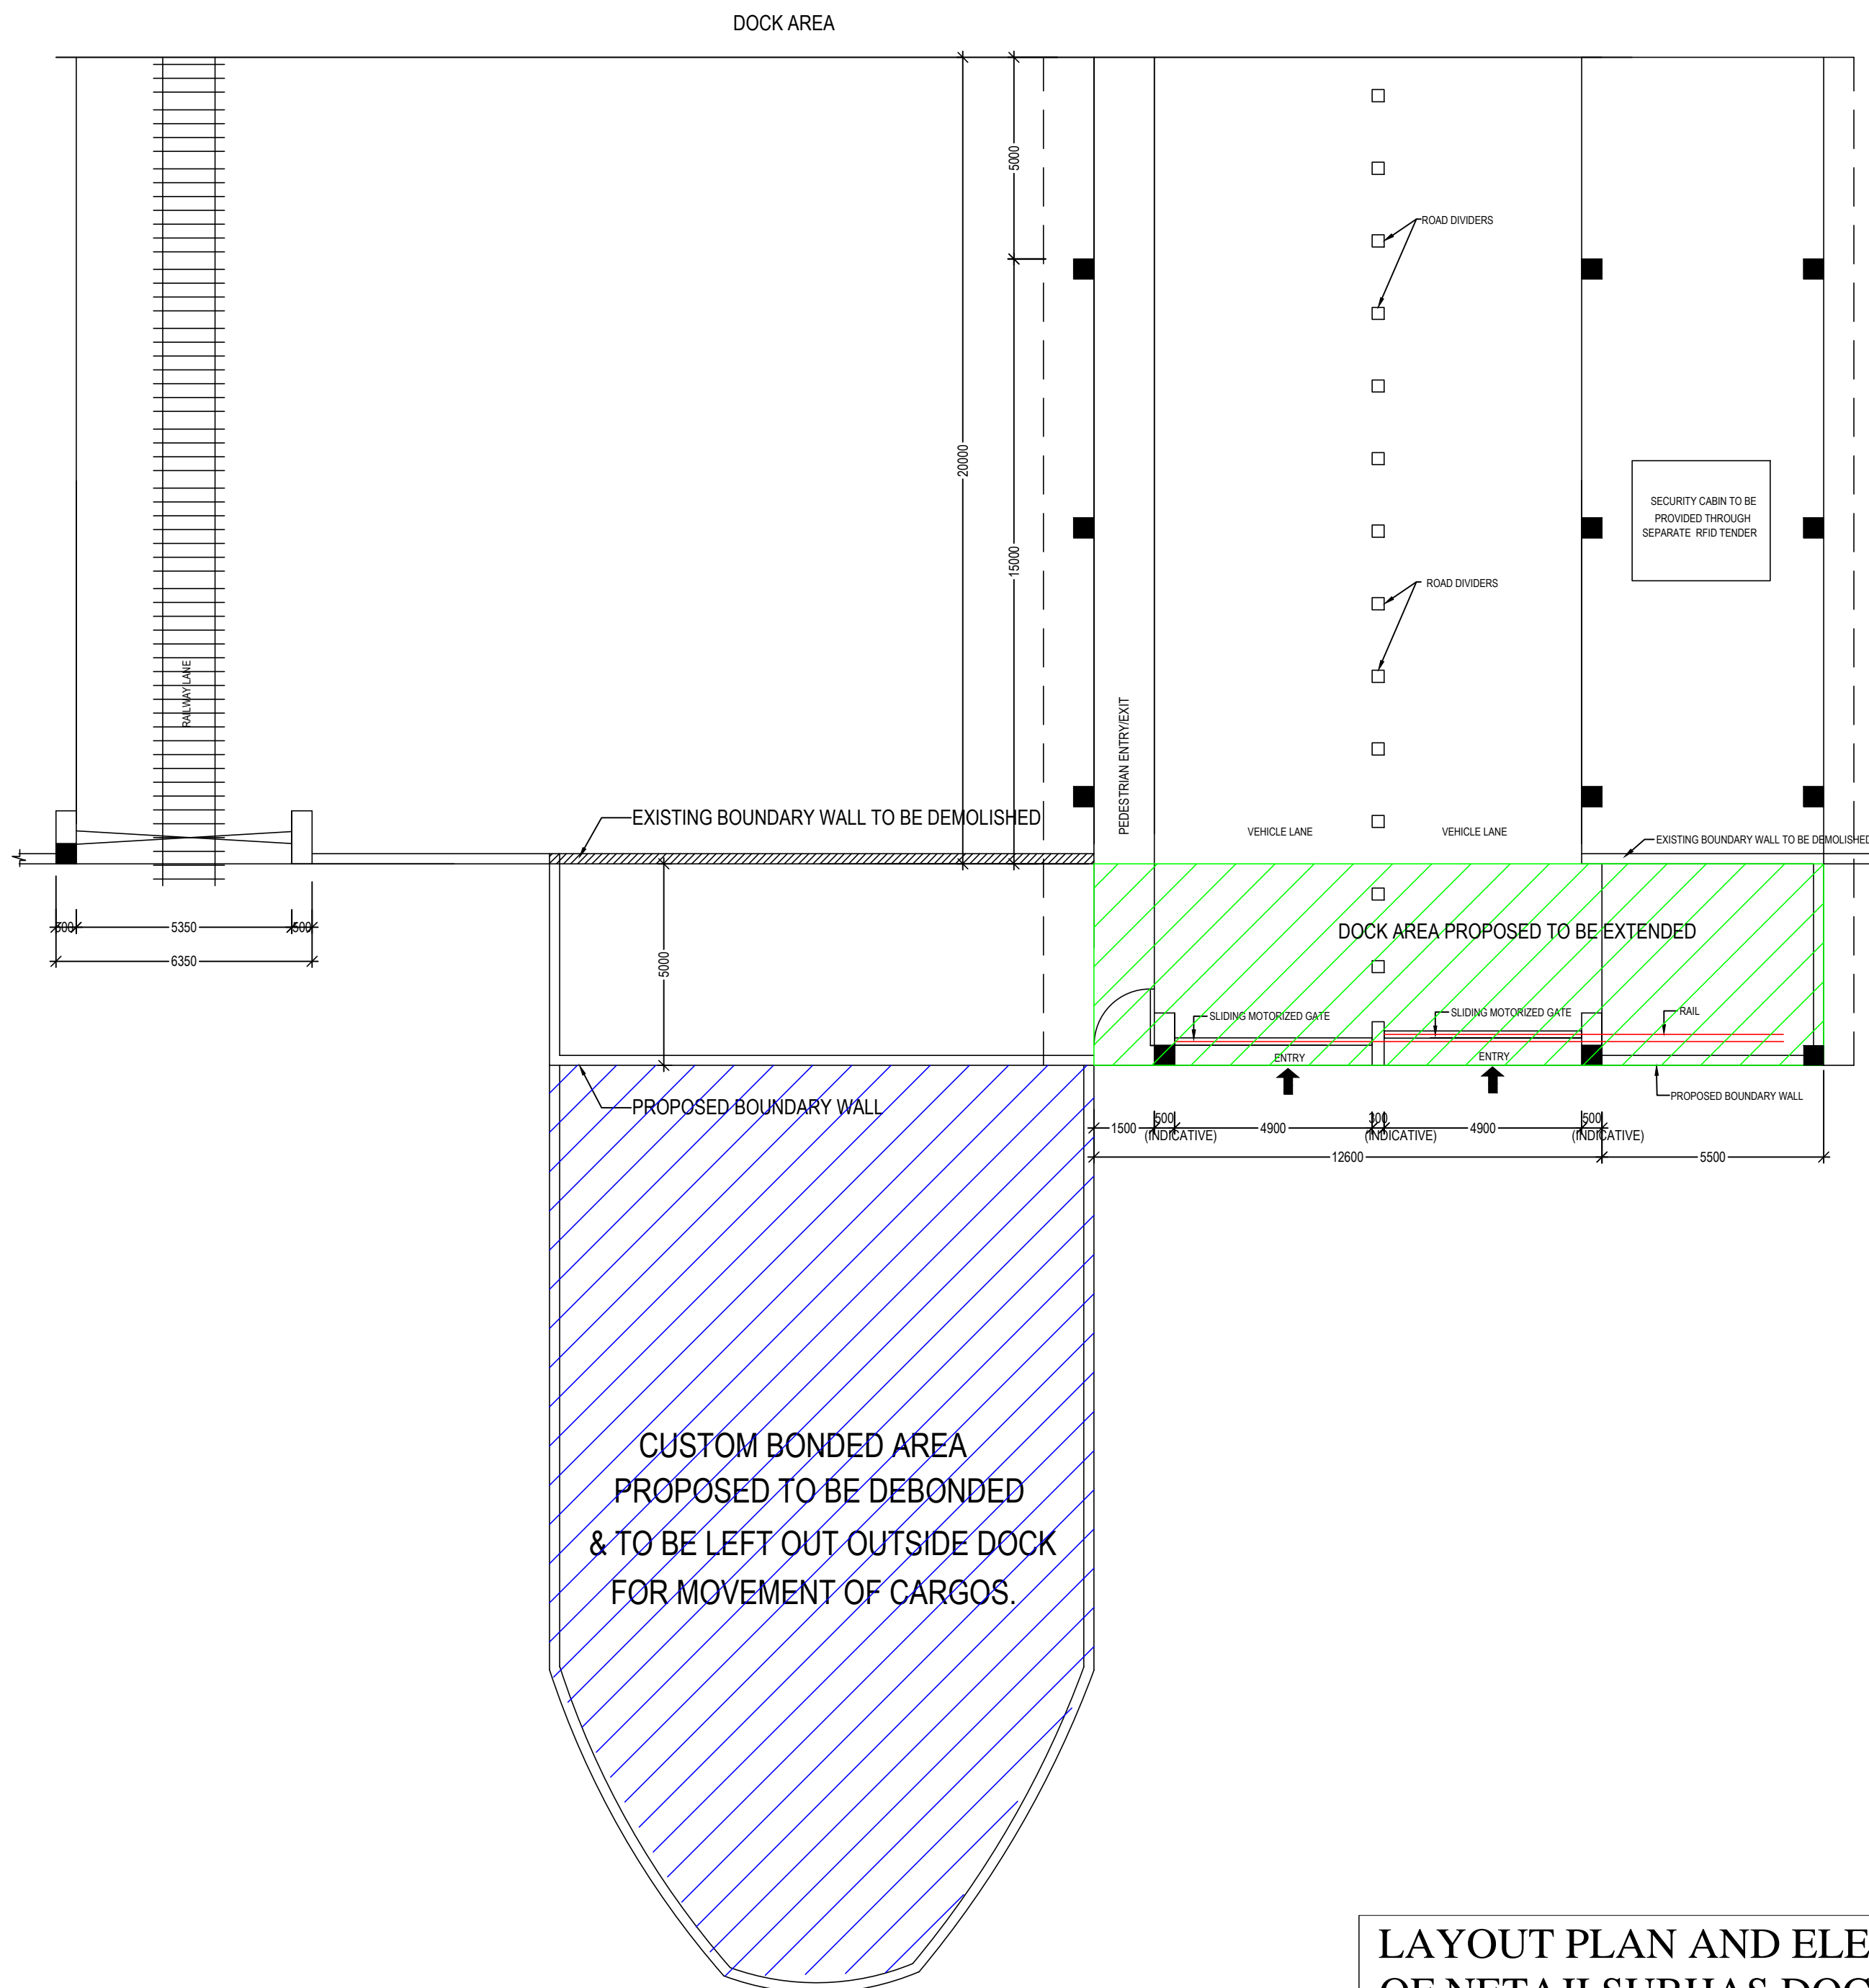 DOCK AREA
5000
ROAD DIVIDERS
20000
SECURITY CABIN TO BE
PROVIDED THROUGH
SEPARATE RFID TENDER
15000
ROAD DIVIDERS
RAILWAY LANE
PEDESTRIAN ENTRY/EXIT
EXISTING BOUNDARY WALL TO BE DEMOLISHED
VEHICLE LANE
VEHICLE LANE
EXISTING BOUNDARY WALL TO BE DEMOLISHED
500
5350
500
6350
5000
DOCK AREA PROPOSED TO BE EXTENDED
SLIDING MOTORIZED GATE
SLIDING MOTORIZED GATE
RAIL
ENTRY
ENTRY
PROPOSED BOUNDARY WALL
PROPOSED BOUNDARY WALL
1500
500
(INDICATIVE)
4900
300
(INDICATIVE)
4900
500
(INDICATIVE)
12600
5500
CUSTOM BONDED AREA
PROPOSED TO BE DEBONDED
& TO BE LEFT OUT OUTSIDE DOCK
FOR MOVEMENT OF CARGOS.
LAYOUT PLAN AND ELE
OF NETAJI SUBHAS DOC